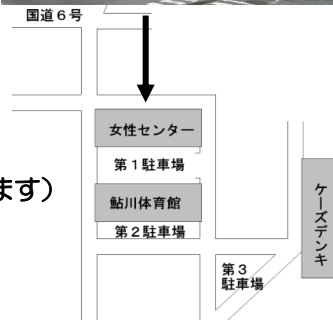 国道６号
女性センター
第１駐車場
ます）
鮎川体育館
第２駐車場
ケーズデンキ
第３
駐車場